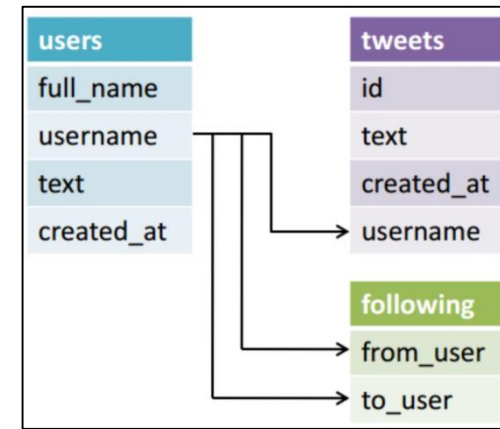 users
full_name
username
text
created_at
tweets
id
text
created_at
username
following
from_user
to_user